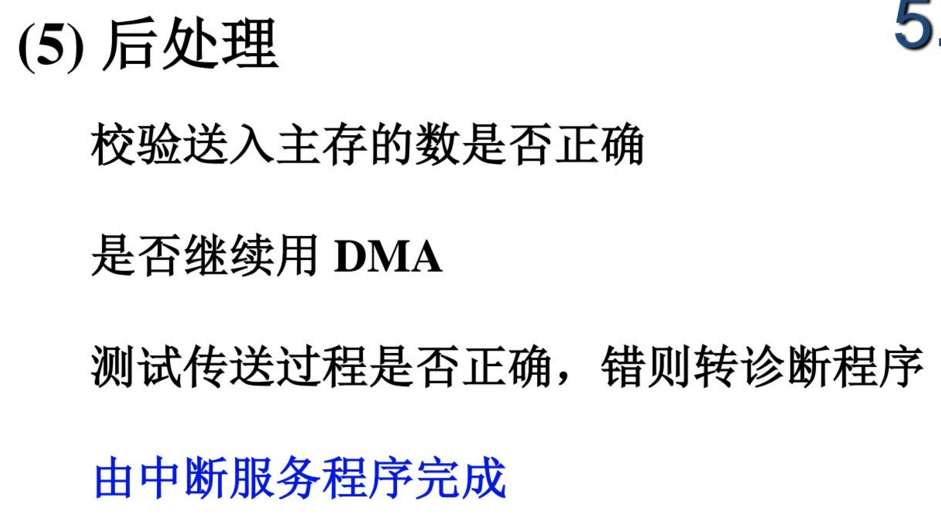 (5) 后处理
5.
校验送入主存的数是否正确
是否继续用 DMA
测试传送过程是否正确，错则转诊断程序
由中断服务程序完成